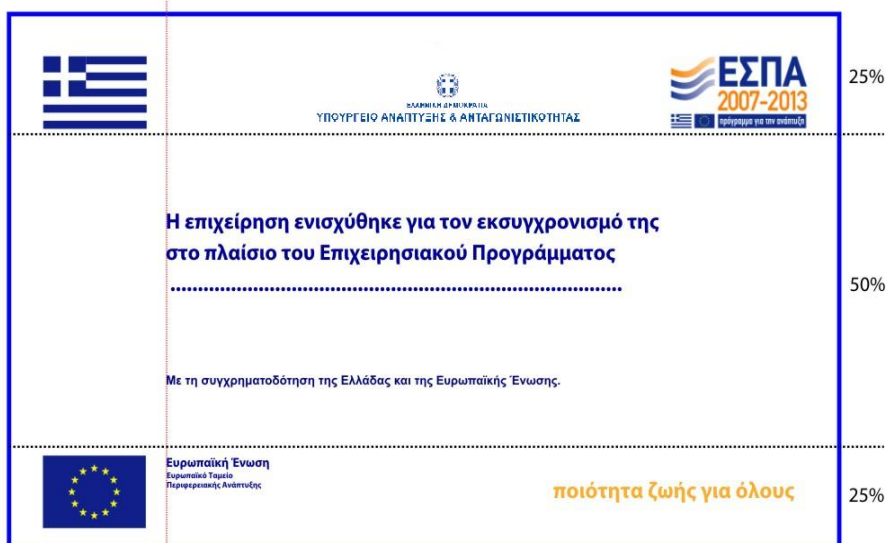 ΕΛΛΗΝΙΚΗ ΔΗΜΟΚΡΑΤΙΑ
ΥΠΟΥΡΓΕΙΟ ΑΝΑΠΤΥΞΗΣ & ΑΝΤΑΓΩΝΙΣΤΙΚΟΤΗΤΑΣ
ΕΣΠΑ
2007-2013
πρόγραμμα για την ανάπτυξη
25%
Η επιχείρηση ενισχύθηκε για τον εκσυγχρονισμό της
στο πλαίσιο του Επιχειρησιακού Προγράμματος
..................................................................................
50%
Με τη συγχρηματοδότηση της Ελλάδας και της Ευρωπαϊκής Ένωσης.
Ευρωπαϊκή Ένωση
Ευρωπαϊκό Ταμείο
Περιφερειακής Ανάπτυξης
ποιότητα ζωής για όλους
25%